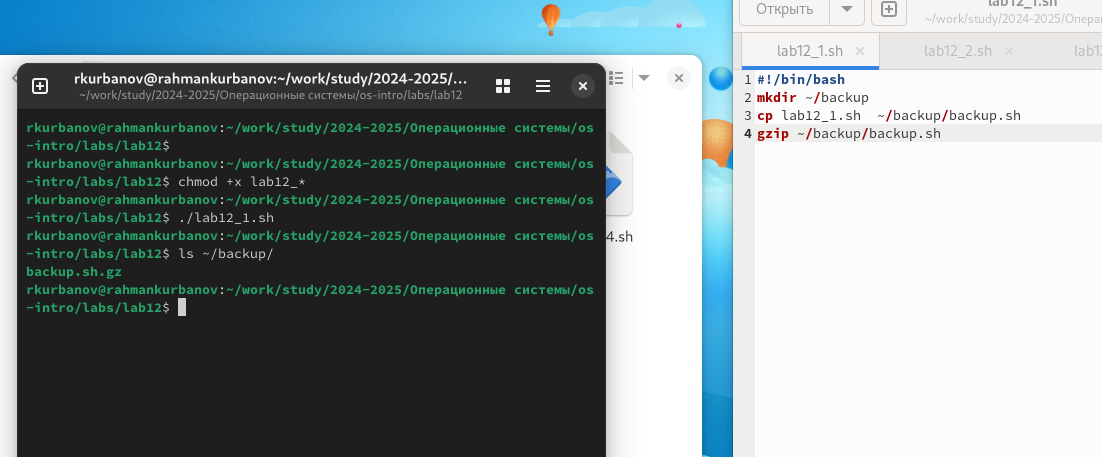 rkurbanov@rahmankurbanov:~/work/study/2024-2025/...
~/work/study/2024-2025/Операционные системы/os-intro/labs/lab12
rkurbanov@rahmankurbanov:~/work/study/2024-2025/Операционные системы/os
-intro/labs/lab12$
rkurbanov@rahmankurbanov:~/work/study/2024-2025/Операционные системы/os
-intro/labs/lab12$ chmod +x lab12_*
rkurbanov@rahmankurbanov:~/work/study/2024-2025/Операционные системы/os
-intro/labs/lab12$ ./lab12_1.sh
rkurbanov@rahmankurbanov:~/work/study/2024-2025/Операционные системы/os
-intro/labs/lab12$ ls ~/backup/
backup.sh.gz
rkurbanov@rahmankurbanov:~/work/study/2024-2025/Операционные системы/os
-intro/labs/lab12$
4.sh
Открыть
lab12_1.sh
~/work/study/2024-2025/Опера
lab12_1.sh
lab12_2.sh
lab1
1 #!/bin/bash
2 mkdir ~/backup
3 cp lab12_1.sh  ~/backup/backup.sh
4 gzip ~/backup/backup.sh